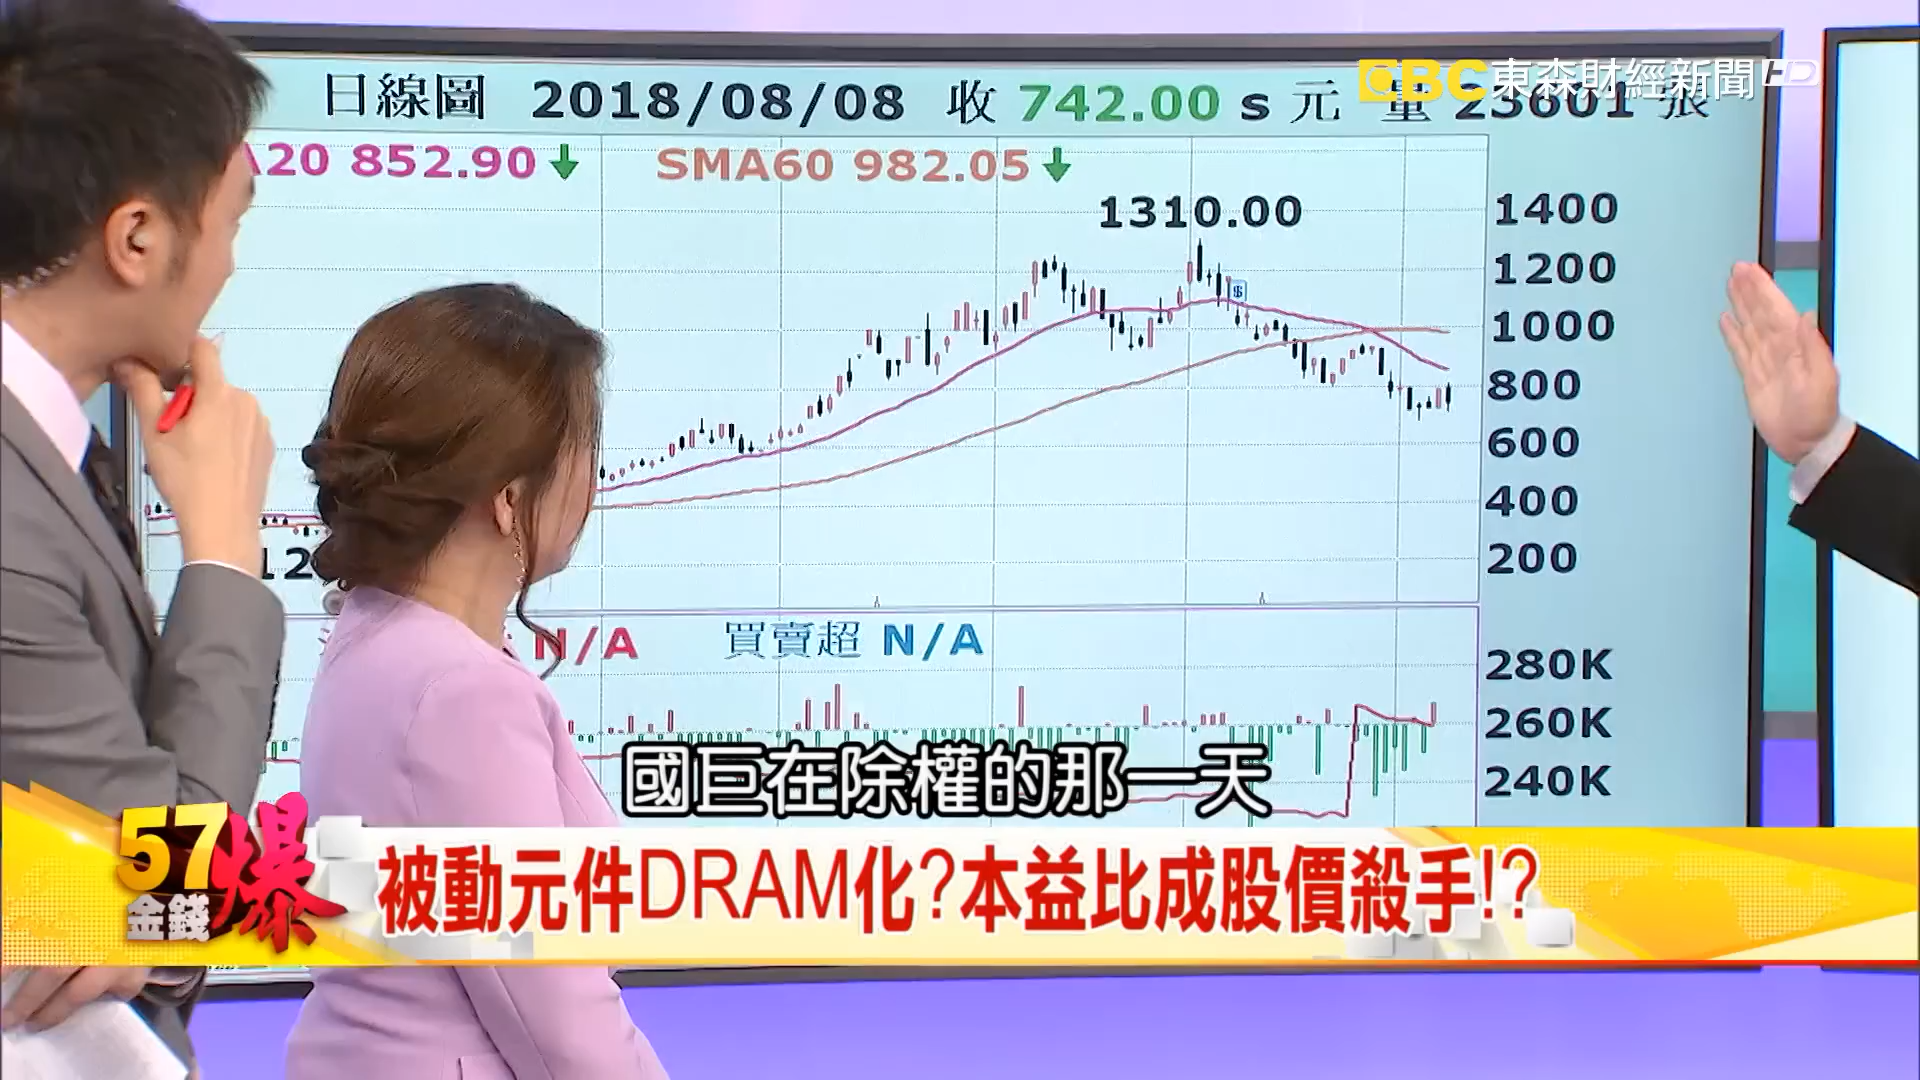 EBC 東森財經新聞 HD
日線圖 2018/08/08 收 742.00 s 元 量 23601 張
A20 852.90↓ SMA60 982.05↓
1310.00
1400
1200
1000
800
600
400
200
12
N/A 買賣超 N/A
280K
260K
240K
國巨在除權的那一天
57金錢爆
被動元件DRAM化?本益比成股價殺手!?